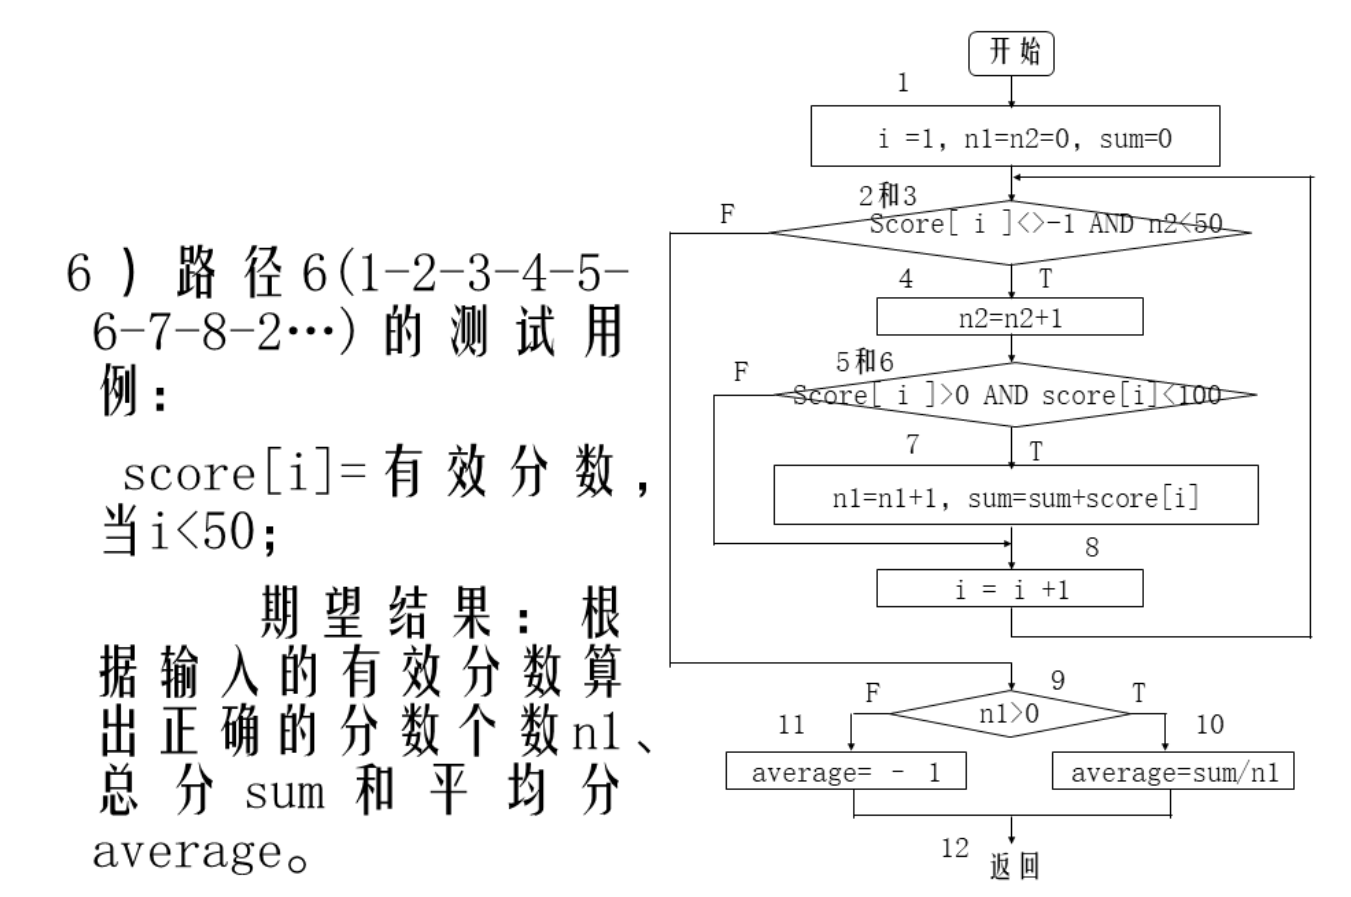 6）路径6(1-2-3-4-5-
6-7-8-2…)的测试用
例：
score[i]=有效分数，
当i<50；
期望结果：根
据输入的有效分数算
出正确的分数个数n1、
总分sum和平均分
average。
开始
1
i =1, n1=n2=0, sum=0
2和3
F
Score[ i ]<>-1 AND n2<50
4
T
n2=n2+1
5和6
F
Score[ i ]>0 AND score[i]<100
7
T
n1=n1+1, sum=sum+score[i]
8
i = i +1
9
F
T
n1>0
11
10
average= - 1
average=sum/n1
12
返回